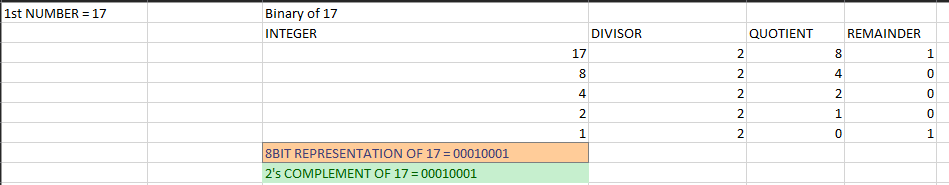 1st NUMBER = 17 Binary of 17
INTEGER DIVISOR QUOTIENT REMAINDER
17 2 8 1
8 2 4 0
4 2 2 0
2 2 1 0
1 2 0 1
8BIT REPRESENTATION OF 17 = 00010001
2's COMPLEMENT OF 17 = 00010001